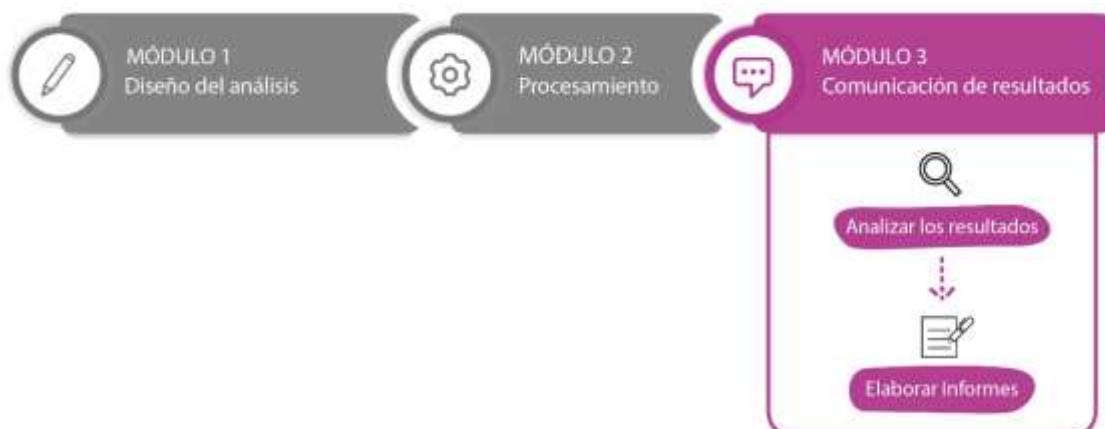 MÓDULO 1
Diseño del análisis
MÓDULO 2
Procesamiento
MÓDULO 3
Comunicación de resultados
Analizar los resultados
Elaborar informes